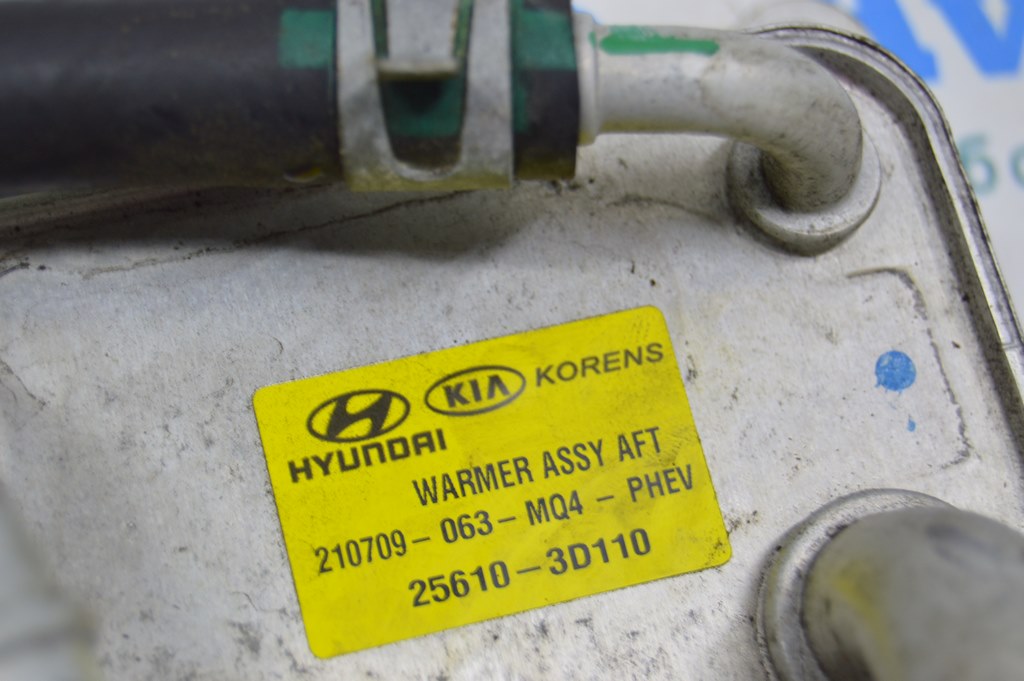 HYUNDAI KIA KORENS
WARMER ASSY AFT
210709-063-MQ4-PHEV
25610-3D110